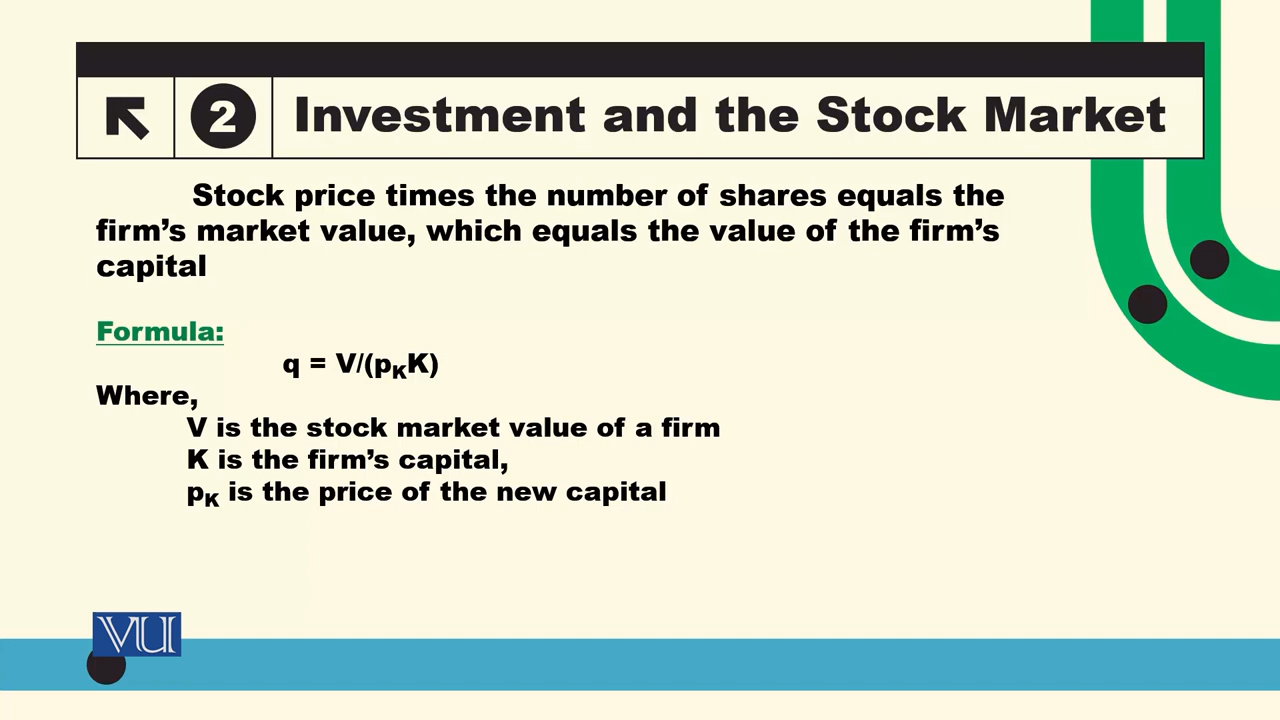 2 Investment and the Stock Market
Stock price times the number of shares equals the
firm’s market value, which equals the value of the firm’s
capital
Formula:
q = V/(pKK)
Where,
V is the stock market value of a firm
K is the firm’s capital,
pK is the price of the new capital
VU